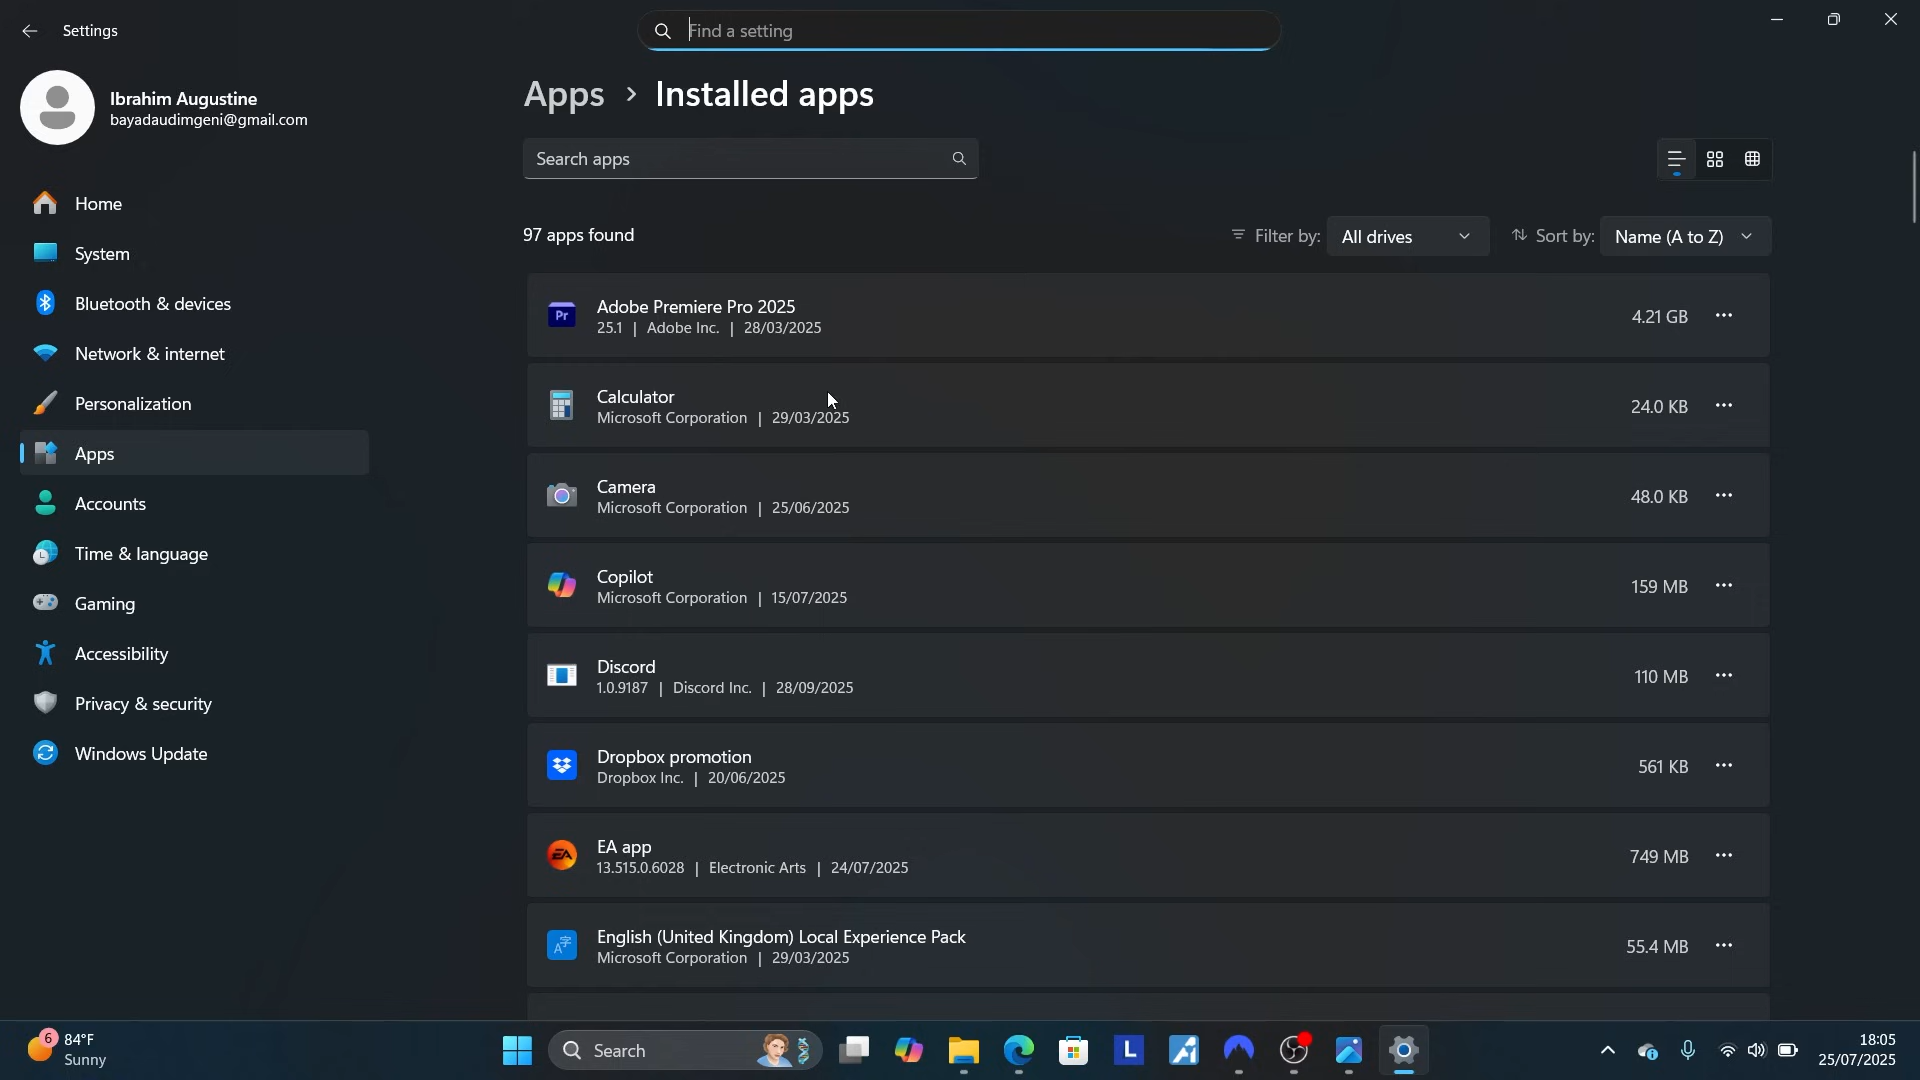 Settings
Find a setting
Ibrahim Augustine
bayadaudimgeni@gmail.com
Home
System
Bluetooth & devices
Network & internet
Personalization
Apps
Accounts
Time & language
Gaming
Accessibility
Privacy & security
Windows Update
Apps > Installed apps
Search apps
97 apps found
Filter by: All drives
Sort by: Name (A to Z)
Adobe Premiere Pro 2025
25.1 | Adobe Inc. | 28/03/2025
4.21 GB
Calculator
Microsoft Corporation | 29/03/2025
24.0 KB
Camera
Microsoft Corporation | 25/06/2025
48.0 KB
Copilot
Microsoft Corporation | 15/07/2025
159 MB
Discord
1.0.9187 | Discord Inc. | 28/09/2025
110 MB
Dropbox promotion
Dropbox Inc. | 20/06/2025
561 KB
EA app
13.515.0.6028 | Electronic Arts | 24/07/2025
749 MB
English (United Kingdom) Local Experience Pack
Microsoft Corporation | 29/03/2025
55.4 MB
6
84°F
Sunny
Search
L
18:05
25/07/2025